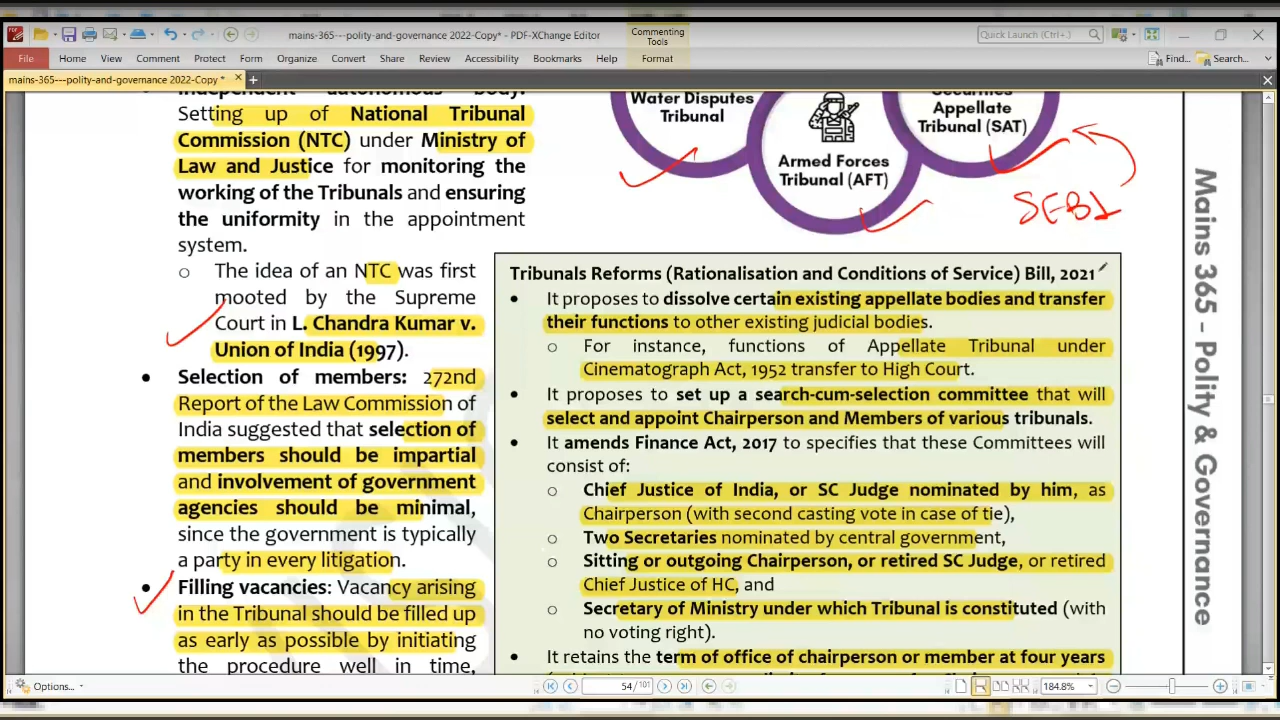 mains-365---polity-and-governance 2022-Copy* - PDF-XChange Editor
Commenting
Tools
Quick Launch (Ctrl+.)
File
Home
View
Comment
Protect
Form
Organize
Convert
Share
Review
Accessibility
Bookmarks
Help
Format
Find...
Search...
mains-365---polity-and-governance 2022-Copy *
independent autonomous body:
Setting up of National Tribunal
Commission (NTC) under Ministry of
Law and Justice for monitoring the
working of the Tribunals and ensuring
the uniformity in the appointment
system.
o The idea of an NTC was first
mooted by the Supreme
Court in L. Chandra Kumar v.
Union of India (1997).
• Selection of members: 272nd
Report of the Law Commission of
India suggested that selection of
members should be impartial
and involvement of government
agencies should be minimal,
since the government is typically
a party in every litigation.
• Filling vacancies: Vacancy arising
in the Tribunal should be filled up
as early as possible by initiating
the procedure well in time,
Water Disputes
Tribunal
Armed Forces
Tribunal (AFT)
Securities
Appellate
Tribunal (SAT)
SEBI
Tribunals Reforms (Rationalisation and Conditions of Service) Bill, 2021
• It proposes to dissolve certain existing appellate bodies and transfer
their functions to other existing judicial bodies.
o For instance, functions of Appellate Tribunal under
Cinematograph Act, 1952 transfer to High Court.
• It proposes to set up a search-cum-selection committee that will
select and appoint Chairperson and Members of various tribunals.
• It amends Finance Act, 2017 to specifies that these Committees will
consist of:
o Chief Justice of India, or SC Judge nominated by him, as
Chairperson (with second casting vote in case of tie),
o Two Secretaries nominated by central government,
o Sitting or outgoing Chairperson, or retired SC Judge, or retired
Chief Justice of HC, and
o Secretary of Ministry under which Tribunal is constituted (with
no voting right).
• It retains the term of office of chairperson or member at four years
Mains 365 - Polity & Governance
Options...
54 /101
184.8%